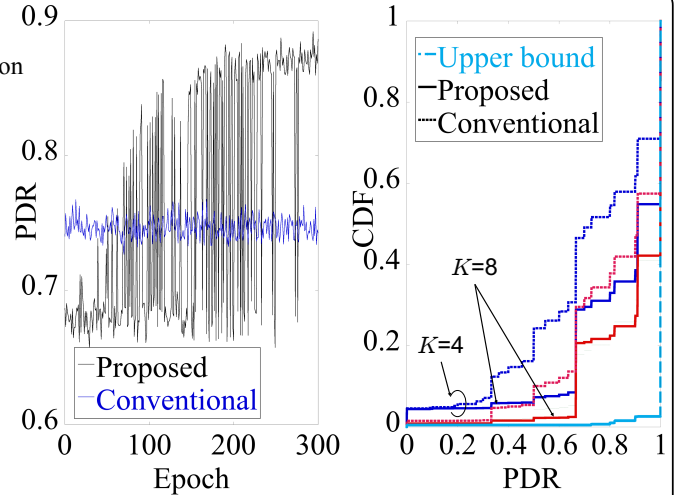 on
0.9
0.8
0.7
0.6
PDR
0
100
200
300
Epoch
Proposed
Conventional
1
0.8
0.6
0.4
0.2
0
CDF
0
0.2
0.4
0.6
0.8
1
PDR
Upper bound
Proposed
Conventional
K=8
K=4